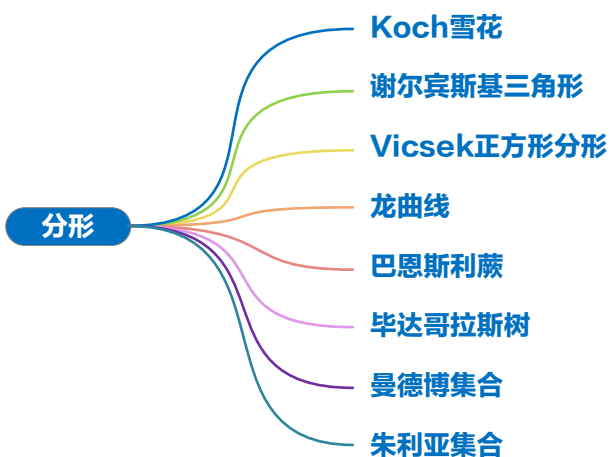 分形
Koch雪花
谢尔宾斯基三角形
Vicsek正方形分形
龙曲线
巴恩斯利蕨
毕达哥拉斯树
曼德博集合
朱利亚集合